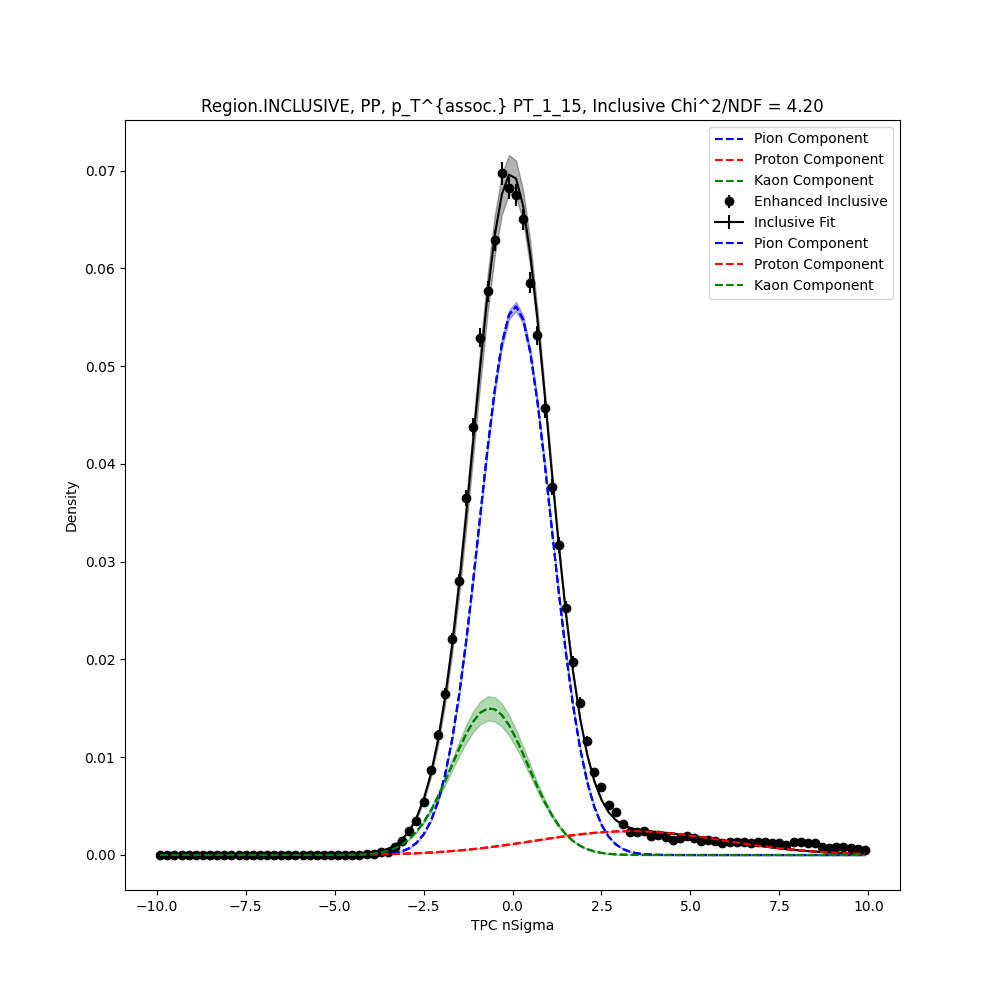 Region.INCLUSIVE, PP, p_T^{assoc.} PT_1_15, Inclusive Chi^2/NDF = 4.20
Pion Component
Proton Component
Kaon Component
Enhanced Inclusive
Inclusive Fit
Pion Component
Proton Component
Kaon Component
0.07
0.06
0.05
0.04
0.03
0.02
0.01
0.00
Density
−10.0 −7.5 −5.0 −2.5 0.0 2.5 5.0 7.5 10.0
TPC nSigma